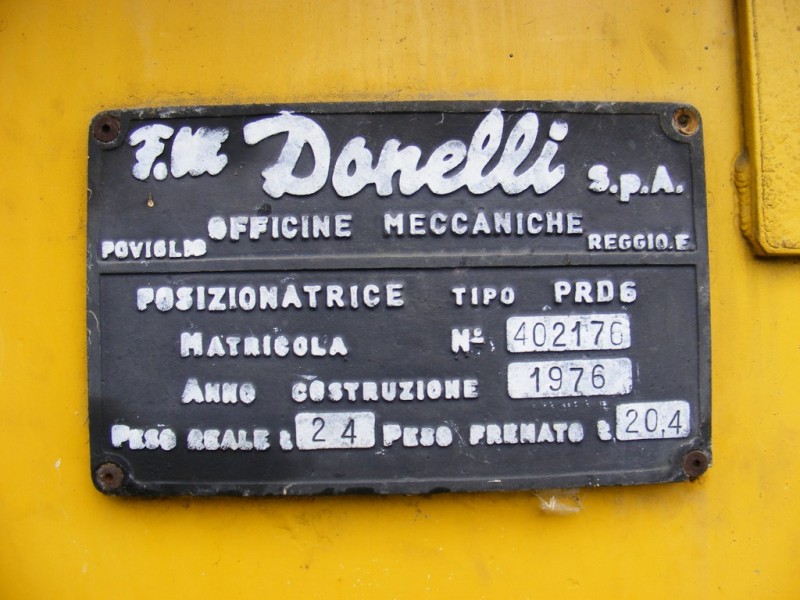 F.lli Donelli S.p.A.
OFFICINE MECCANICHE
POVIGLIO REGGIO.E.
POSIZIONATRICE TIPO PRD6
MATRICOLA Nº 402176
ANNO COSTRUZIONE 1976
PESO REALE t 24 PESO FRENATO t 20,4